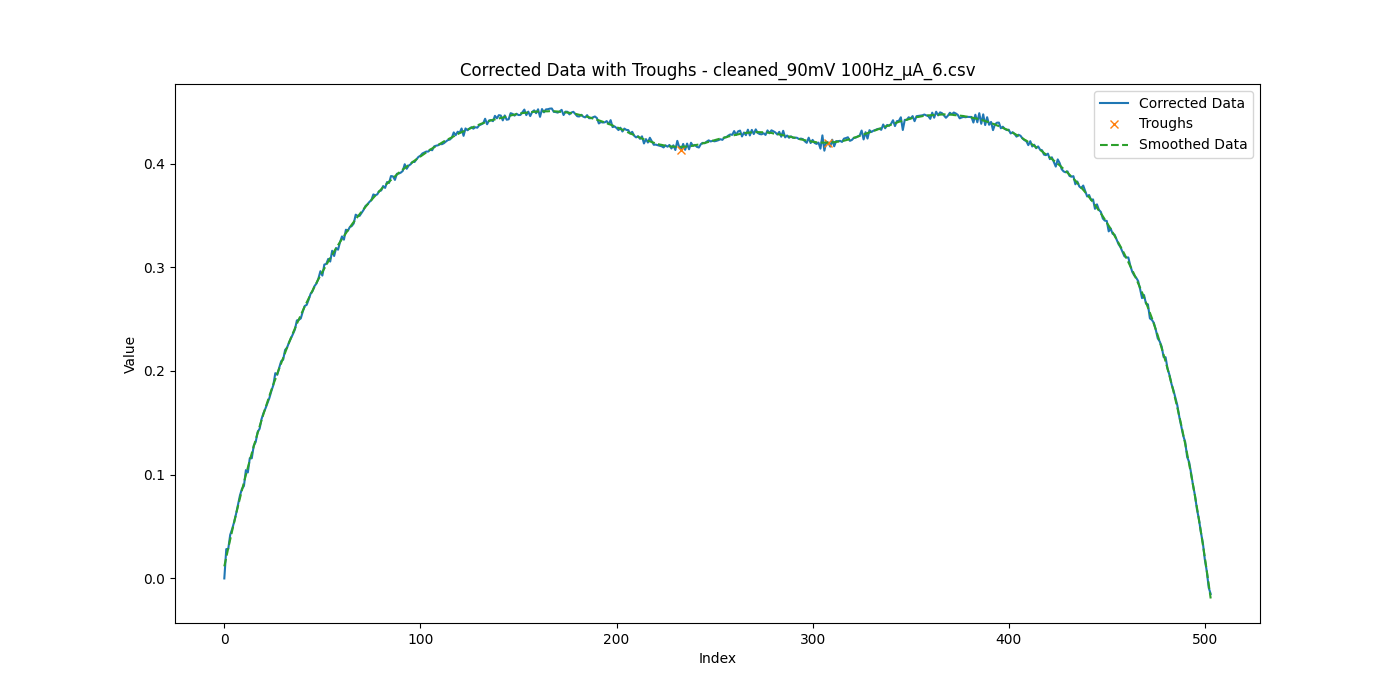 Corrected Data with Troughs - cleaned_90mV 100Hz_μA_6.csv
Corrected Data
Troughs
Smoothed Data
Value
0.4
0.3
0.2
0.1
0.0
0 100 200 300 400 500
Index